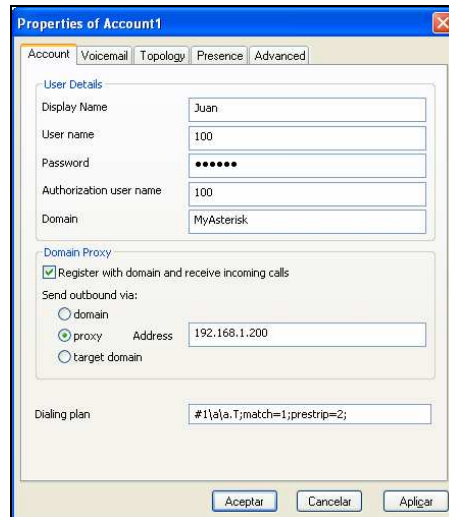 Properties of Account1
Account Voicemail Topology Presence Advanced
User Details
Display Name Juan
User name 100
Password ••••••
Authorization user name 100
Domain MyAsterisk
Domain Proxy
Register with domain and receive incoming calls
Send outbound via:
domain
proxy Address 192.168.1.200
target domain
Dialing plan #1\a\a.T;match=1;prestrip=2;
Aceptar Cancelar Aplicar